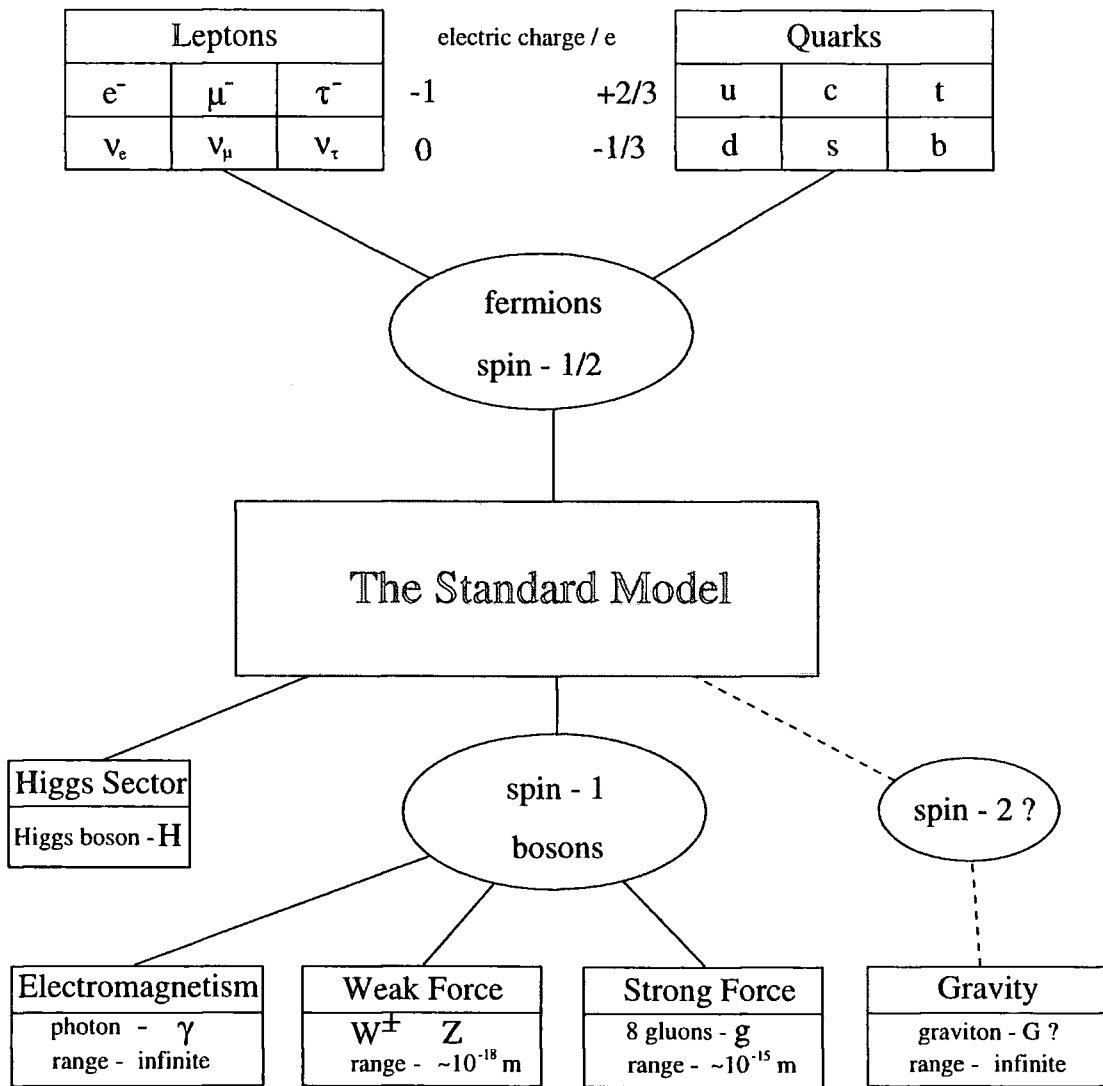 Leptons
electric charge / e
Quarks
e⁻ μ⁻ τ⁻ -1 +2/3 u c t
νₑ ν_μ ν_τ 0 -1/3 d s b
fermions
spin - 1/2
The Standard Model
Higgs Sector
Higgs boson - H
spin - 1
bosons
spin - 2 ?
Electromagnetism
photon - γ
range - infinite
Weak Force
W± Z
range - ~10⁻¹⁸ m
Strong Force
8 gluons - g
range - ~10⁻¹⁵ m
Gravity
graviton - G ?
range - infinite